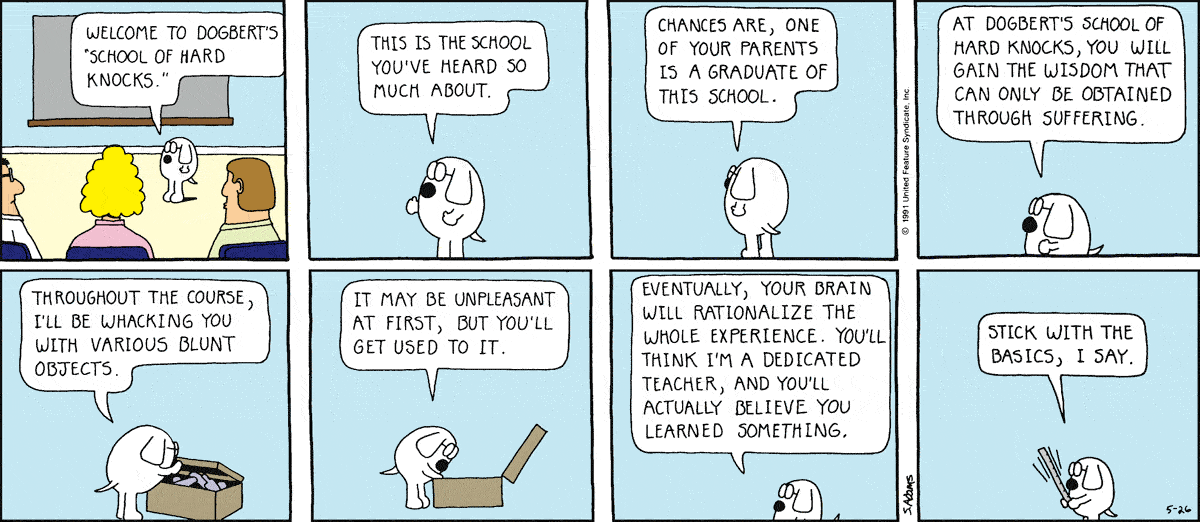 WELCOME TO DOGBERT'S
"SCHOOL OF HARD
KNOCKS."
THIS IS THE SCHOOL
YOU'VE HEARD SO
MUCH ABOUT.
CHANCES ARE, ONE
OF YOUR PARENTS
IS A GRADUATE OF
THIS SCHOOL.
© 1991 United Feature Syndicate, Inc.
AT DOGBERT'S SCHOOL OF
HARD KNOCKS, YOU WILL
GAIN THE WISDOM THAT
CAN ONLY BE OBTAINED
THROUGH SUFFERING.
THROUGHOUT THE COURSE,
I'LL BE WHACKING YOU
WITH VARIOUS BLUNT
OBJECTS.
IT MAY BE UNPLEASANT
AT FIRST, BUT YOU'LL
GET USED TO IT.
EVENTUALLY, YOUR BRAIN
WILL RATIONALIZE THE
WHOLE EXPERIENCE. YOU'LL
THINK I'M A DEDICATED
TEACHER, AND YOU'LL
ACTUALLY BELIEVE YOU
LEARNED SOMETHING.
S.Adams
STICK WITH THE
BASICS, I SAY.
5-26